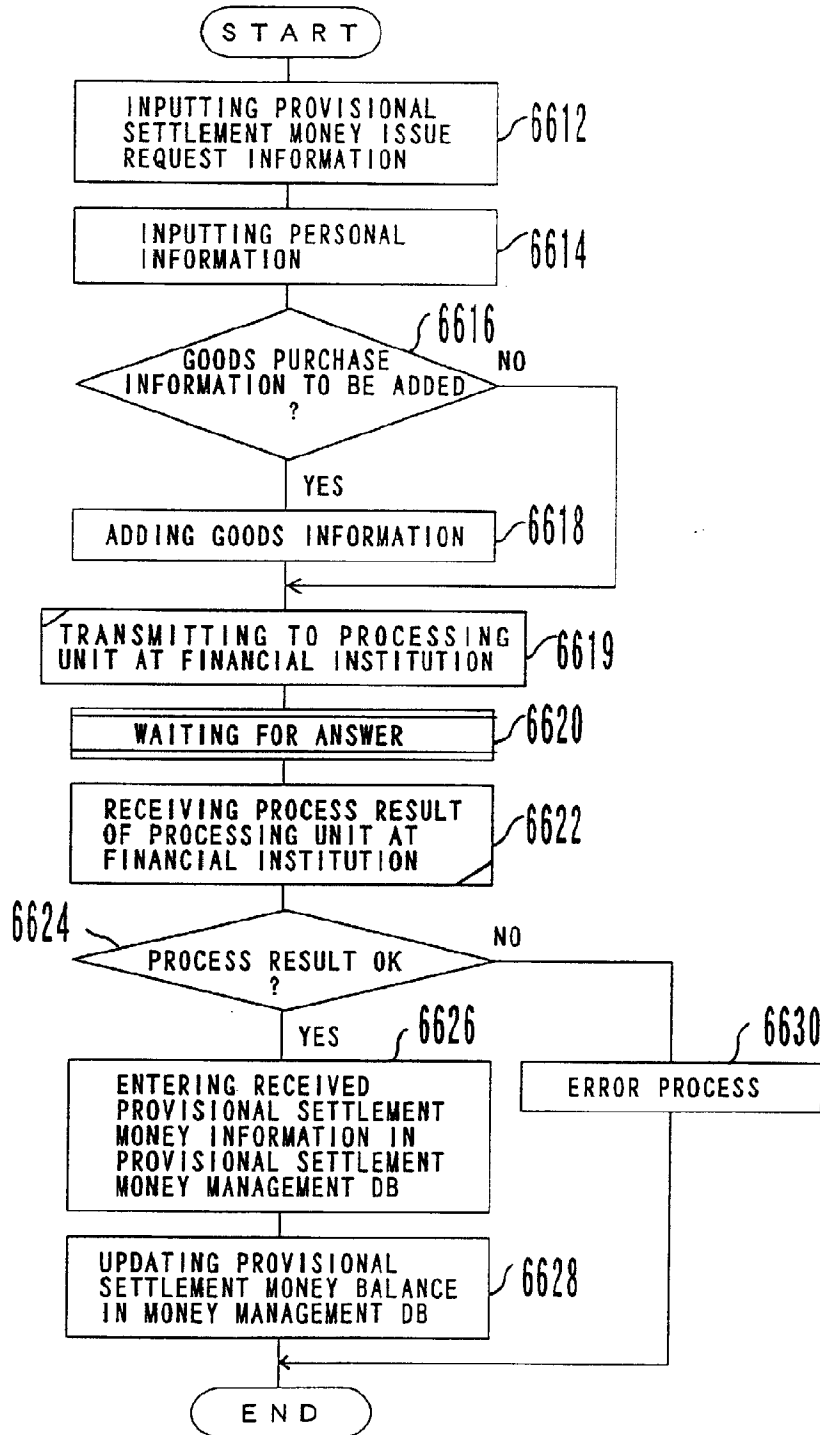 START
INPUTTING PROVISIONAL
SETTLEMENT MONEY ISSUE
REQUEST INFORMATION
6612
INPUTTING PERSONAL
INFORMATION
6614
6616
GOODS PURCHASE
INFORMATION TO BE ADDED
?
NO
YES
ADDING GOODS INFORMATION
6618
TRANSMITTING TO PROCESSING
UNIT AT FINANCIAL INSTITUTION
6619
WAITING FOR ANSWER
6620
RECEIVING PROCESS RESULT
OF PROCESSING UNIT AT
FINANCIAL INSTITUTION
6622
6624
PROCESS RESULT OK
?
NO
YES
6626
ENTERING RECEIVED
PROVISIONAL SETTLEMENT
MONEY INFORMATION IN
PROVISIONAL SETTLEMENT
MONEY MANAGEMENT DB
6630
ERROR PROCESS
UPDATING PROVISIONAL
SETTLEMENT MONEY BALANCE
IN MONEY MANAGEMENT DB
6628
END